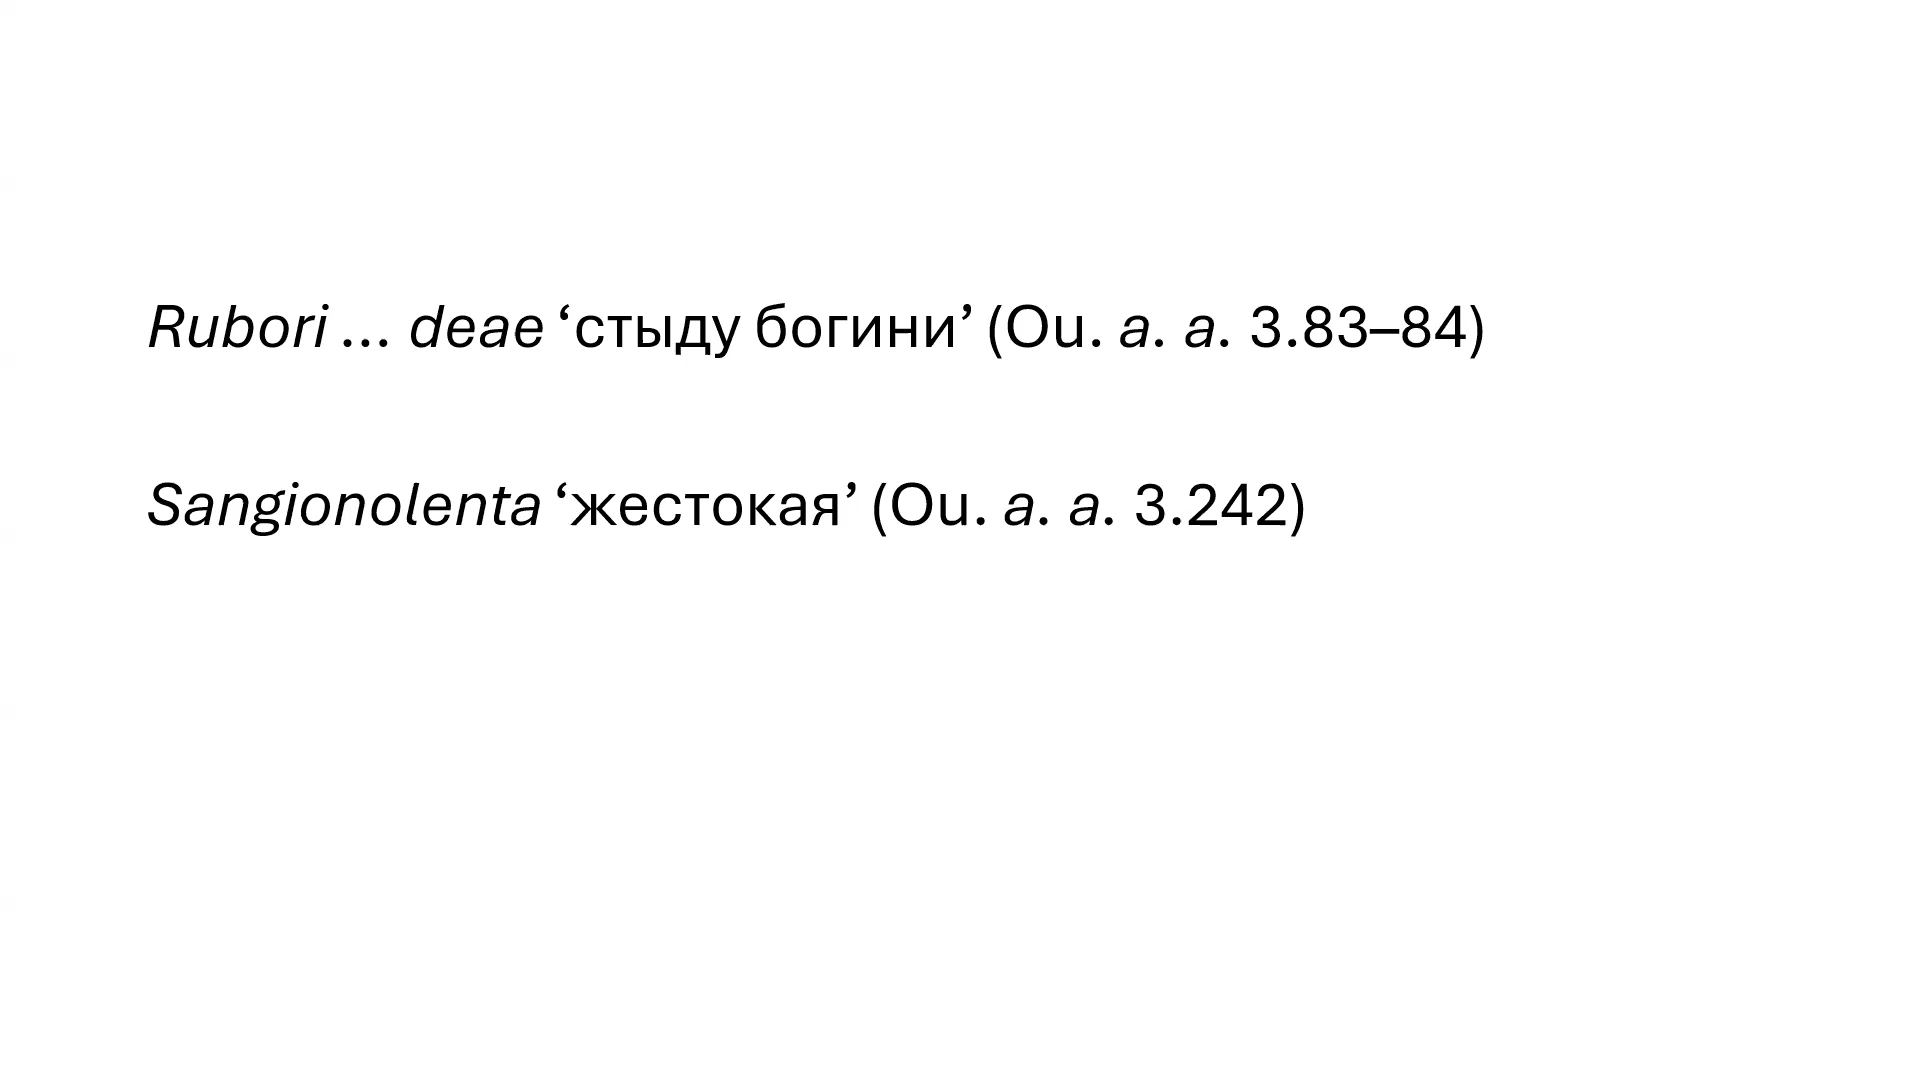 Rubori … deae ‘стыду богини’ (Ou. a. a. 3.83–84)
Sangionolenta ‘жестокая’ (Ou. a. a. 3.242)